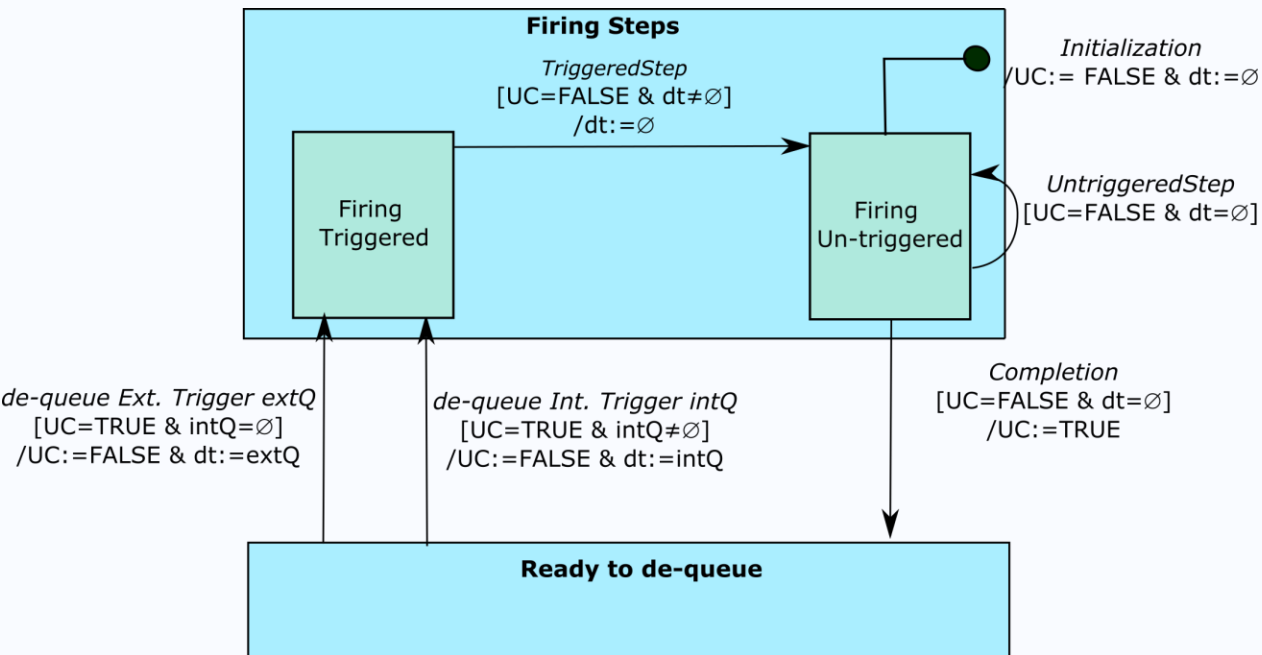 Firing Steps
TriggeredStep
[UC=FALSE & dt≠∅]
/dt:=∅
Initialization
/UC:= FALSE & dt:=∅
Firing
Triggered
Firing
Un-triggered
UntriggeredStep
[UC=FALSE & dt=∅]
de-queue Ext. Trigger extQ
[UC=TRUE & intQ=∅]
/UC:=FALSE & dt:=extQ
de-queue Int. Trigger intQ
[UC=TRUE & intQ≠∅]
/UC:=FALSE & dt:=intQ
Completion
[UC=FALSE & dt=∅]
/UC:=TRUE
Ready to de-queue